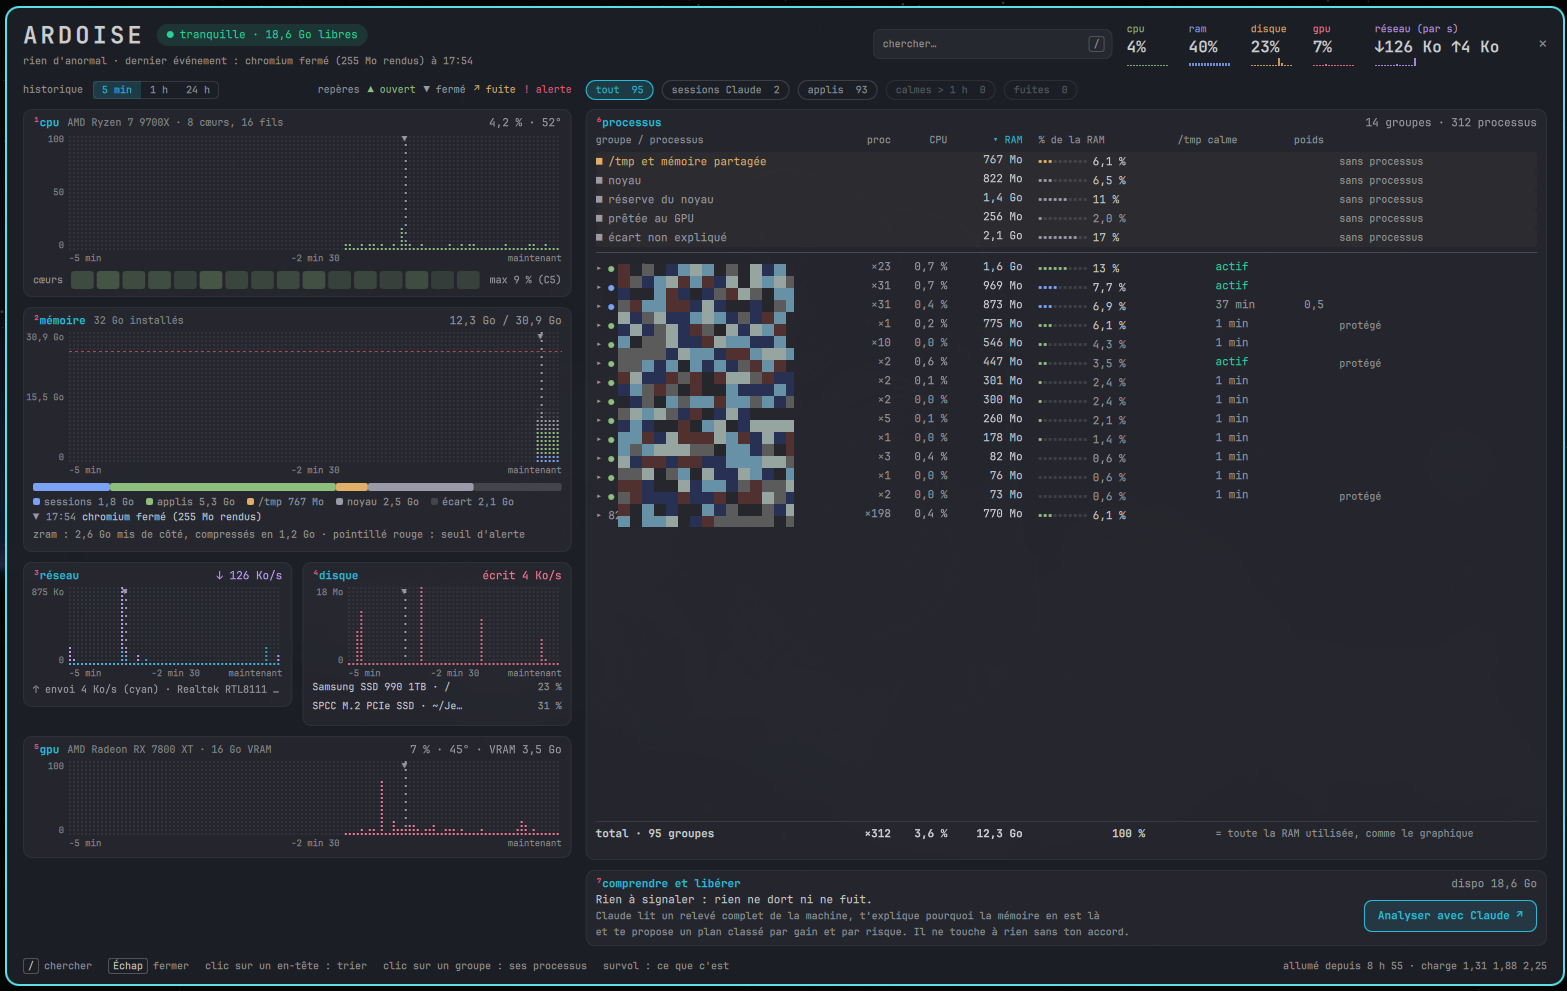 ARDOISE
tranquille · 18,6 Go libres
rien d'anormal · dernier événement : chromium fermé (255 Mo rendus) à 17:54
chercher… /
cpu ram disque gpu réseau (par s)
4% 40% 23% 7% ↓126 Ko ↑4 Ko
×
historique 5 min 1 h 24 h
repères ▲ ouvert ▼ fermé ↗ fuite ! alerte
tout 95 sessions Claude 2 applis 93 calmes > 1 h 0 fuites 0
1cpu AMD Ryzen 7 9700X · 8 cœurs, 16 fils 4,2 % · 52°
100
50
0
-5 min -2 min 30 maintenant
cœurs max 9 % (C5)
2mémoire 32 Go installés 12,3 Go / 30,9 Go
30,9 Go
15,5 Go
0
-5 min -2 min 30 maintenant
sessions 1,8 Go applis 5,3 Go /tmp 767 Mo noyau 2,5 Go écart 2,1 Go
▼ 17:54 chromium fermé (255 Mo rendus)
zram : 2,6 Go mis de côté, compressés en 1,2 Go · pointillé rouge : seuil d'alerte
3réseau ↓ 126 Ko/s
875 Ko
0
-5 min -2 min 30 maintenant
↑ envoi 4 Ko/s (cyan) · Realtek RTL8111 …
4disque écrit 4 Ko/s
18 Mo
0
-5 min -2 min 30 maintenant
Samsung SSD 990 1TB · / 23 %
SPCC M.2 PCIe SSD · ~/Je… 31 %
5gpu AMD Radeon RX 7800 XT · 16 Go VRAM 7 % · 45° · VRAM 3,5 Go
100
0
-5 min -2 min 30 maintenant
6processus 14 groupes · 312 processus
groupe / processus proc CPU ▾ RAM % de la RAM /tmp calme poids
/tmp et mémoire partagée 767 Mo 6,1 % sans processus
noyau 822 Mo 6,5 % sans processus
réserve du noyau 1,4 Go 11 % sans processus
prêtée au GPU 256 Mo 2,0 % sans processus
écart non expliqué 2,1 Go 17 % sans processus
▸ ×23 0,7 % 1,6 Go 13 % actif
▸ ×31 0,7 % 969 Mo 7,7 % actif
▸ ×31 0,4 % 873 Mo 6,9 % 37 min 0,5
▸ ×1 0,2 % 775 Mo 6,1 % 1 min protégé
▸ ×10 0,0 % 546 Mo 4,3 % 1 min
▸ ×2 0,6 % 447 Mo 3,5 % actif protégé
▸ ×2 0,1 % 301 Mo 2,4 % 1 min
▸ ×2 0,0 % 300 Mo 2,4 % 1 min
▸ ×5 0,1 % 260 Mo 2,1 % 1 min
▸ ×1 0,0 % 178 Mo 1,4 % 1 min
▸ ×3 0,4 % 82 Mo 0,6 % 1 min
▸ ×1 0,0 % 76 Mo 0,6 % 1 min
▸ ×2 0,0 % 73 Mo 0,6 % 1 min protégé
▸ ×198 0,4 % 770 Mo 6,1 %
total · 95 groupes ×312 3,6 % 12,3 Go 100 % = toute la RAM utilisée, comme le graphique
7comprendre et libérer dispo 18,6 Go
Rien à signaler : rien ne dort ni ne fuit.
Claude lit un relevé complet de la machine, t'explique pourquoi la mémoire en est là
et te propose un plan classé par gain et par risque. Il ne touche à rien sans ton accord.
Analyser avec Claude ↗
/ chercher Échap fermer clic sur un en-tête : trier clic sur un groupe : ses processus survol : ce que c'est
allumé depuis 8 h 55 · charge 1,31 1,88 2,25